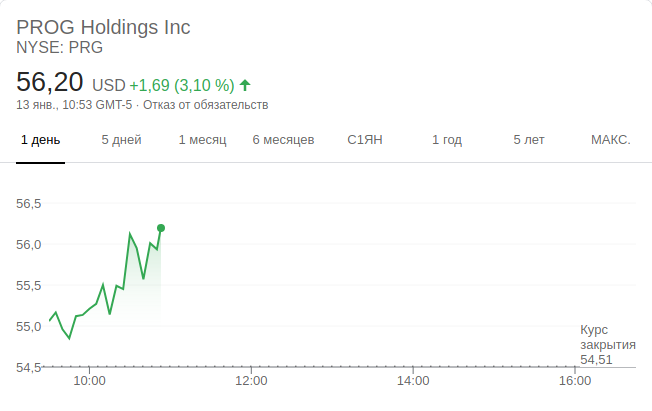 PROG Holdings Inc
NYSE: PRG
56,20 USD +1,69 (3,10 %)
13 янв., 10:53 GMT-5 · Отказ от обязательств
1 день 5 дней 1 месяц 6 месяцев С1ЯН 1 год 5 лет МАКС.
56,5
56,0
55,5
55,0
Курс
закрытия
54,51
54,5
10:00 12:00 14:00 16:00